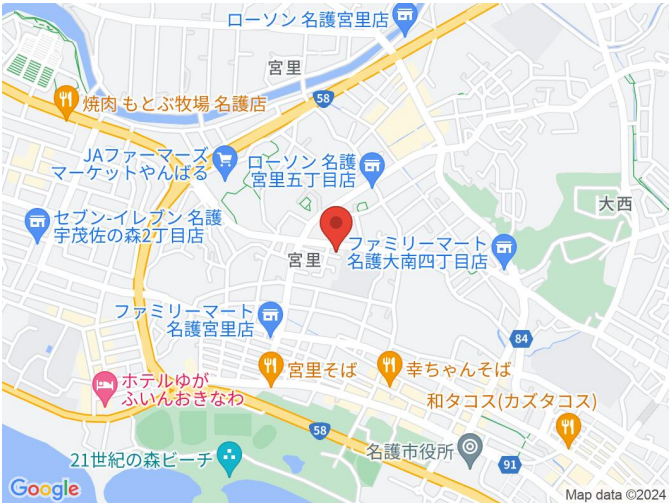 ローソン 名護宮里店
宮里
58
焼肉 もとぶ牧場 名護店
JAファーマーズ
マーケットやんばる
ローソン 名護
宮里五丁目店
大西
セブン-イレブン 名護
宇茂佐の森2丁目店
宮里
ファミリーマート
名護大南四丁目店
ファミリーマート
名護宮里店
84
宮里そば
幸ちゃんそば
ホテルゆが
ふいんおきなわ
和タコス(カズタコス)
58
名護市役所
21世紀の森ビーチ
91
Google
Map data ©2024